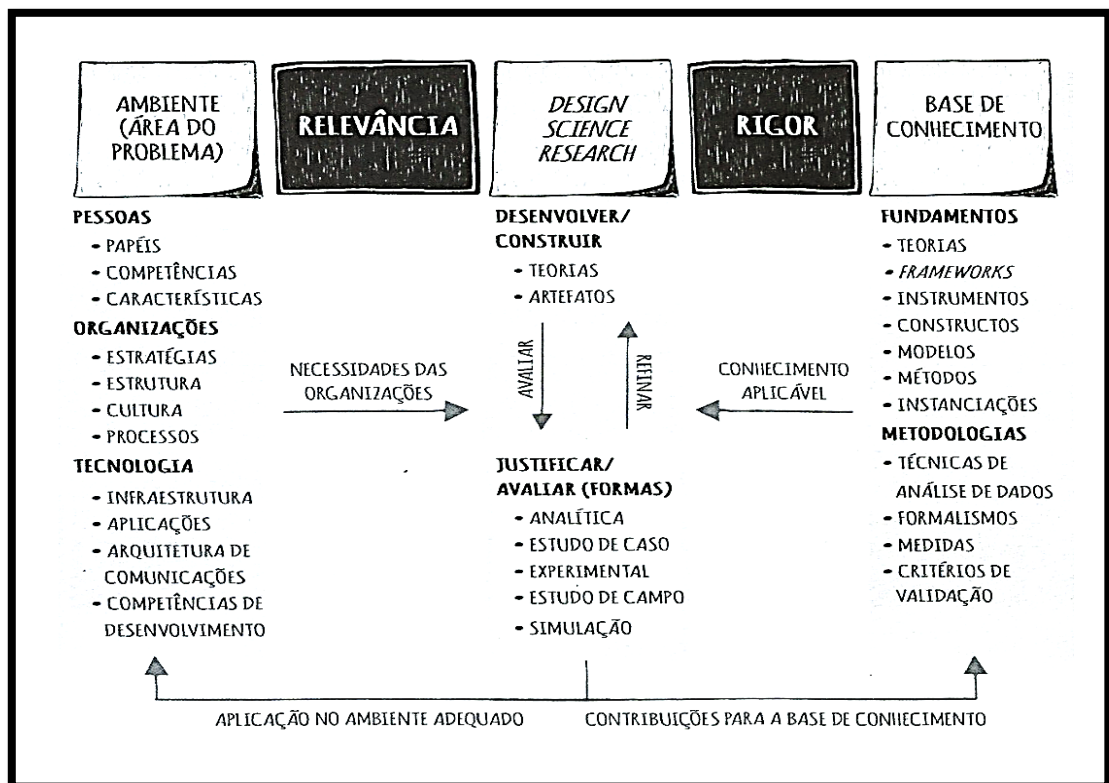 AMBIENTE
(ÁREA DO
PROBLEMA)
RELEVÂNCIA
DESIGN
SCIENCE
RESEARCH
RIGOR
BASE DE
CONHECIMENTO
PESSOAS
- PAPÉIS
- COMPETÊNCIAS
- CARACTERÍSTICAS
ORGANIZAÇÕES
- ESTRATÉGIAS
- ESTRUTURA
- CULTURA
- PROCESSOS
TECNOLOGIA
- INFRAESTRUTURA
- APLICAÇÕES
- ARQUITETURA DE
COMUNICAÇÕES
- COMPETÊNCIAS DE
DESENVOLVIMENTO
NECESSIDADES DAS
ORGANIZAÇÕES
DESENVOLVER/
CONSTRUIR
- TEORIAS
- ARTEFATOS
AVALIAR
REFINAR
JUSTIFICAR/
AVALIAR (FORMAS)
- ANALÍTICA
- ESTUDO DE CASO
- EXPERIMENTAL
- ESTUDO DE CAMPO
- SIMULAÇÃO
CONHECIMENTO
APLICÁVEL
FUNDAMENTOS
- TEORIAS
- FRAMEWORKS
- INSTRUMENTOS
- CONSTRUCTOS
- MODELOS
- MÉTODOS
- INSTANCIAÇÕES
METODOLOGIAS
- TÉCNICAS DE
ANÁLISE DE DADOS
- FORMALISMOS
- MEDIDAS
- CRITÉRIOS DE
VALIDAÇÃO
APLICAÇÃO NO AMBIENTE ADEQUADO
CONTRIBUIÇÕES PARA A BASE DE CONHECIMENTO